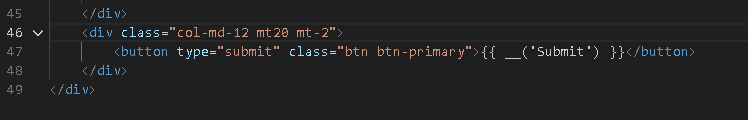 45 </div>
46 <div class="col-md-12 mt20 mt-2">
47 <button type="submit" class="btn btn-primary">{{ __('Submit') }}</button>
48 </div>
49 </div>